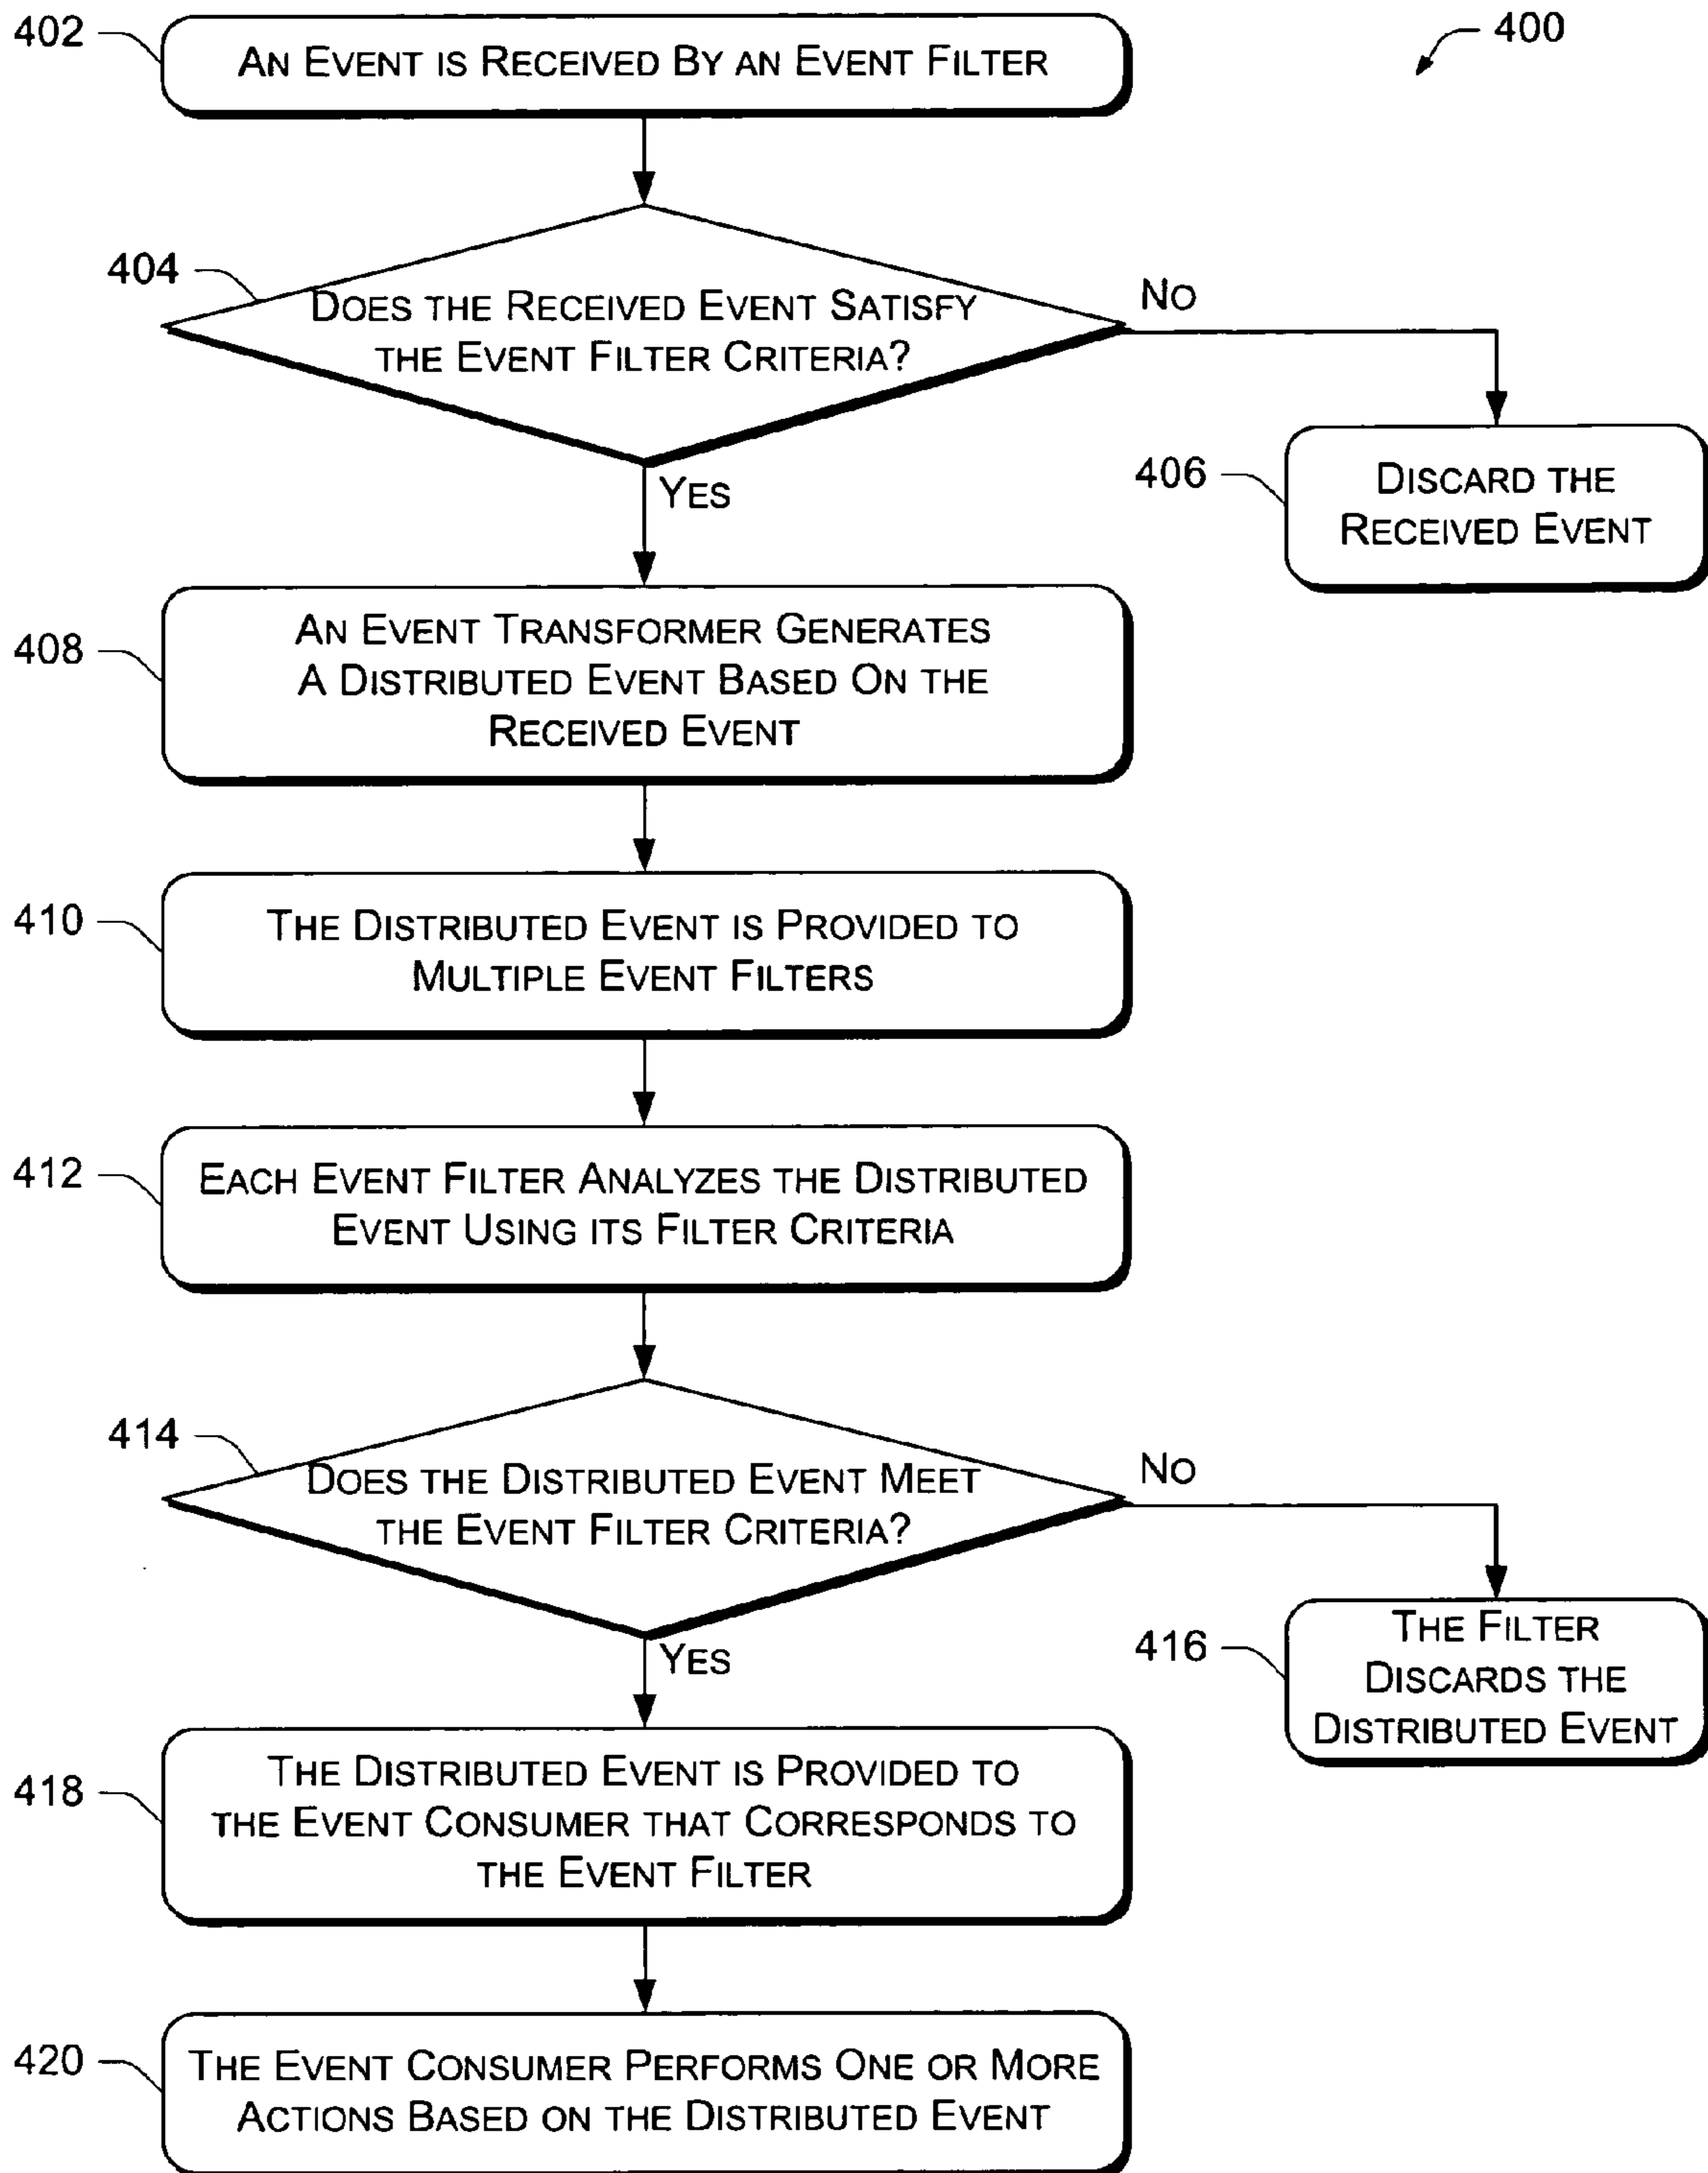 400
402
AN EVENT IS RECEIVED BY AN EVENT FILTER
404
DOES THE RECEIVED EVENT SATISFY
THE EVENT FILTER CRITERIA?
NO
YES
406
DISCARD THE
RECEIVED EVENT
408
AN EVENT TRANSFORMER GENERATES
A DISTRIBUTED EVENT BASED ON THE
RECEIVED EVENT
410
THE DISTRIBUTED EVENT IS PROVIDED TO
MULTIPLE EVENT FILTERS
412
EACH EVENT FILTER ANALYZES THE DISTRIBUTED
EVENT USING ITS FILTER CRITERIA
414
DOES THE DISTRIBUTED EVENT MEET
THE EVENT FILTER CRITERIA?
NO
YES
416
THE FILTER
DISCARDS THE
DISTRIBUTED EVENT
418
THE DISTRIBUTED EVENT IS PROVIDED TO
THE EVENT CONSUMER THAT CORRESPONDS TO
THE EVENT FILTER
420
THE EVENT CONSUMER PERFORMS ONE OR MORE
ACTIONS BASED ON THE DISTRIBUTED EVENT